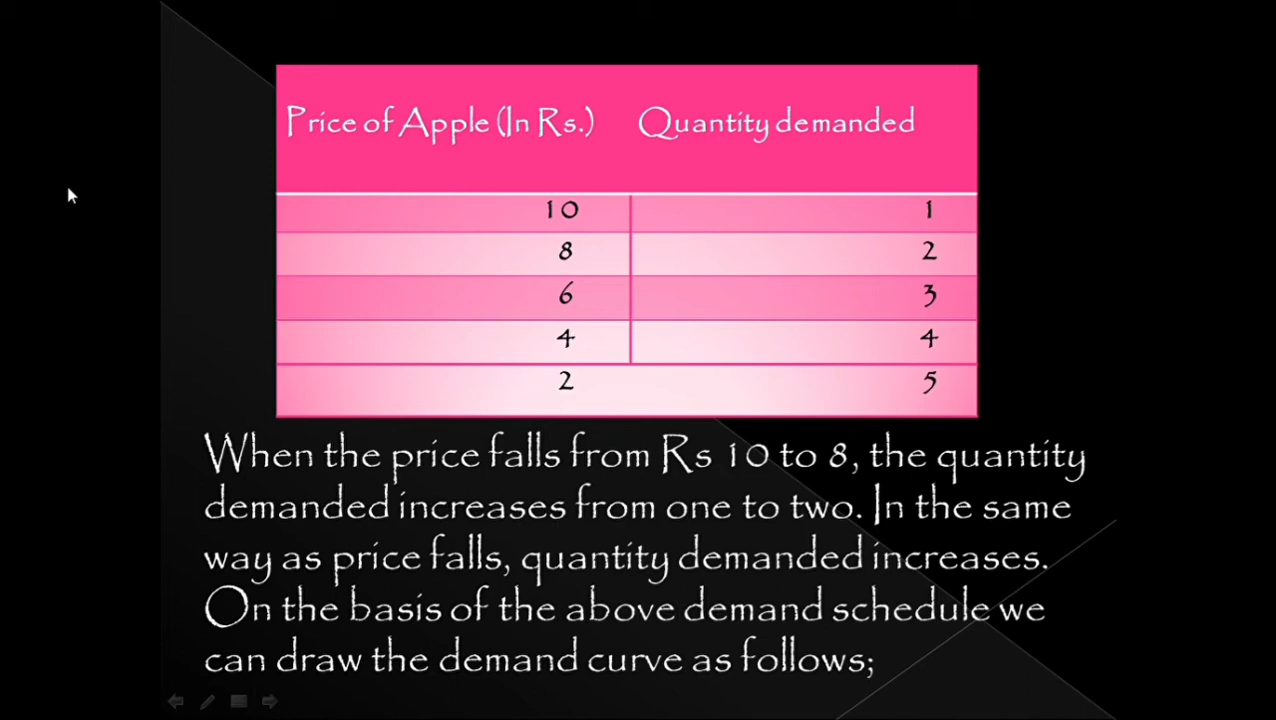 Price of Apple (In Rs.) Quantity demanded
10 1
8 2
6 3
4 4
2 5
When the price falls from Rs 10 to 8, the quantity
demanded increases from one to two. In the same
way as price falls, quantity demanded increases.
On the basis of the above demand schedule we
can draw the demand curve as follows;